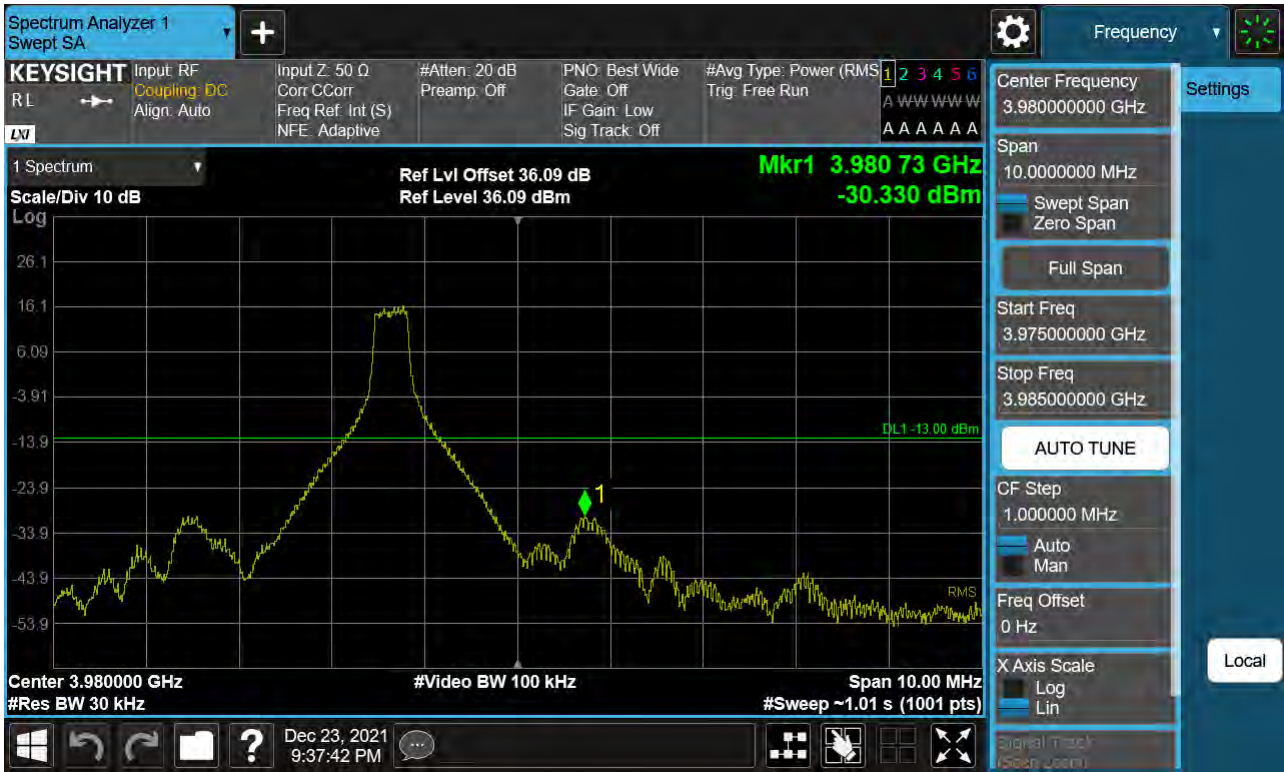 Spectrum Analyzer 1
Swept SA
+
Frequency
KEYSIGHT
RL
LXI
Input: RF
Coupling: DC
Align: Auto
Input Z: 50 Ω
Corr CCorr
Freq Ref: Int (S)
NFE: Adaptive
#Atten: 20 dB
Preamp: Off
PNO: Best Wide
Gate: Off
IF Gain: Low
Sig Track: Off
#Avg Type: Power (RMS
Trig: Free Run
1 2 3 4 5 6
A W W W W W
A A A A A A
1 Spectrum
Scale/Div 10 dB
Log
Ref Lvl Offset 36.09 dB
Ref Level 36.09 dBm
Mkr1 3.980 73 GHz
-30.330 dBm
26.1
16.1
6.09
-3.91
-13.9
-23.9
-33.9
-43.9
-53.9
DL1 -13.00 dBm
1
RMS
Center 3.980000 GHz
#Res BW 30 kHz
#Video BW 100 kHz
Span 10.00 MHz
#Sweep ~1.01 s (1001 pts)
Center Frequency
3.980000000 GHz
Span
10.0000000 MHz
Swept Span
Zero Span
Full Span
Start Freq
3.975000000 GHz
Stop Freq
3.985000000 GHz
AUTO TUNE
CF Step
1.000000 MHz
Auto
Man
Freq Offset
0 Hz
X Axis Scale
Log
Lin
Signal Track
(Span Zoom)
Settings
Local
?
Dec 23, 2021
9:37:42 PM